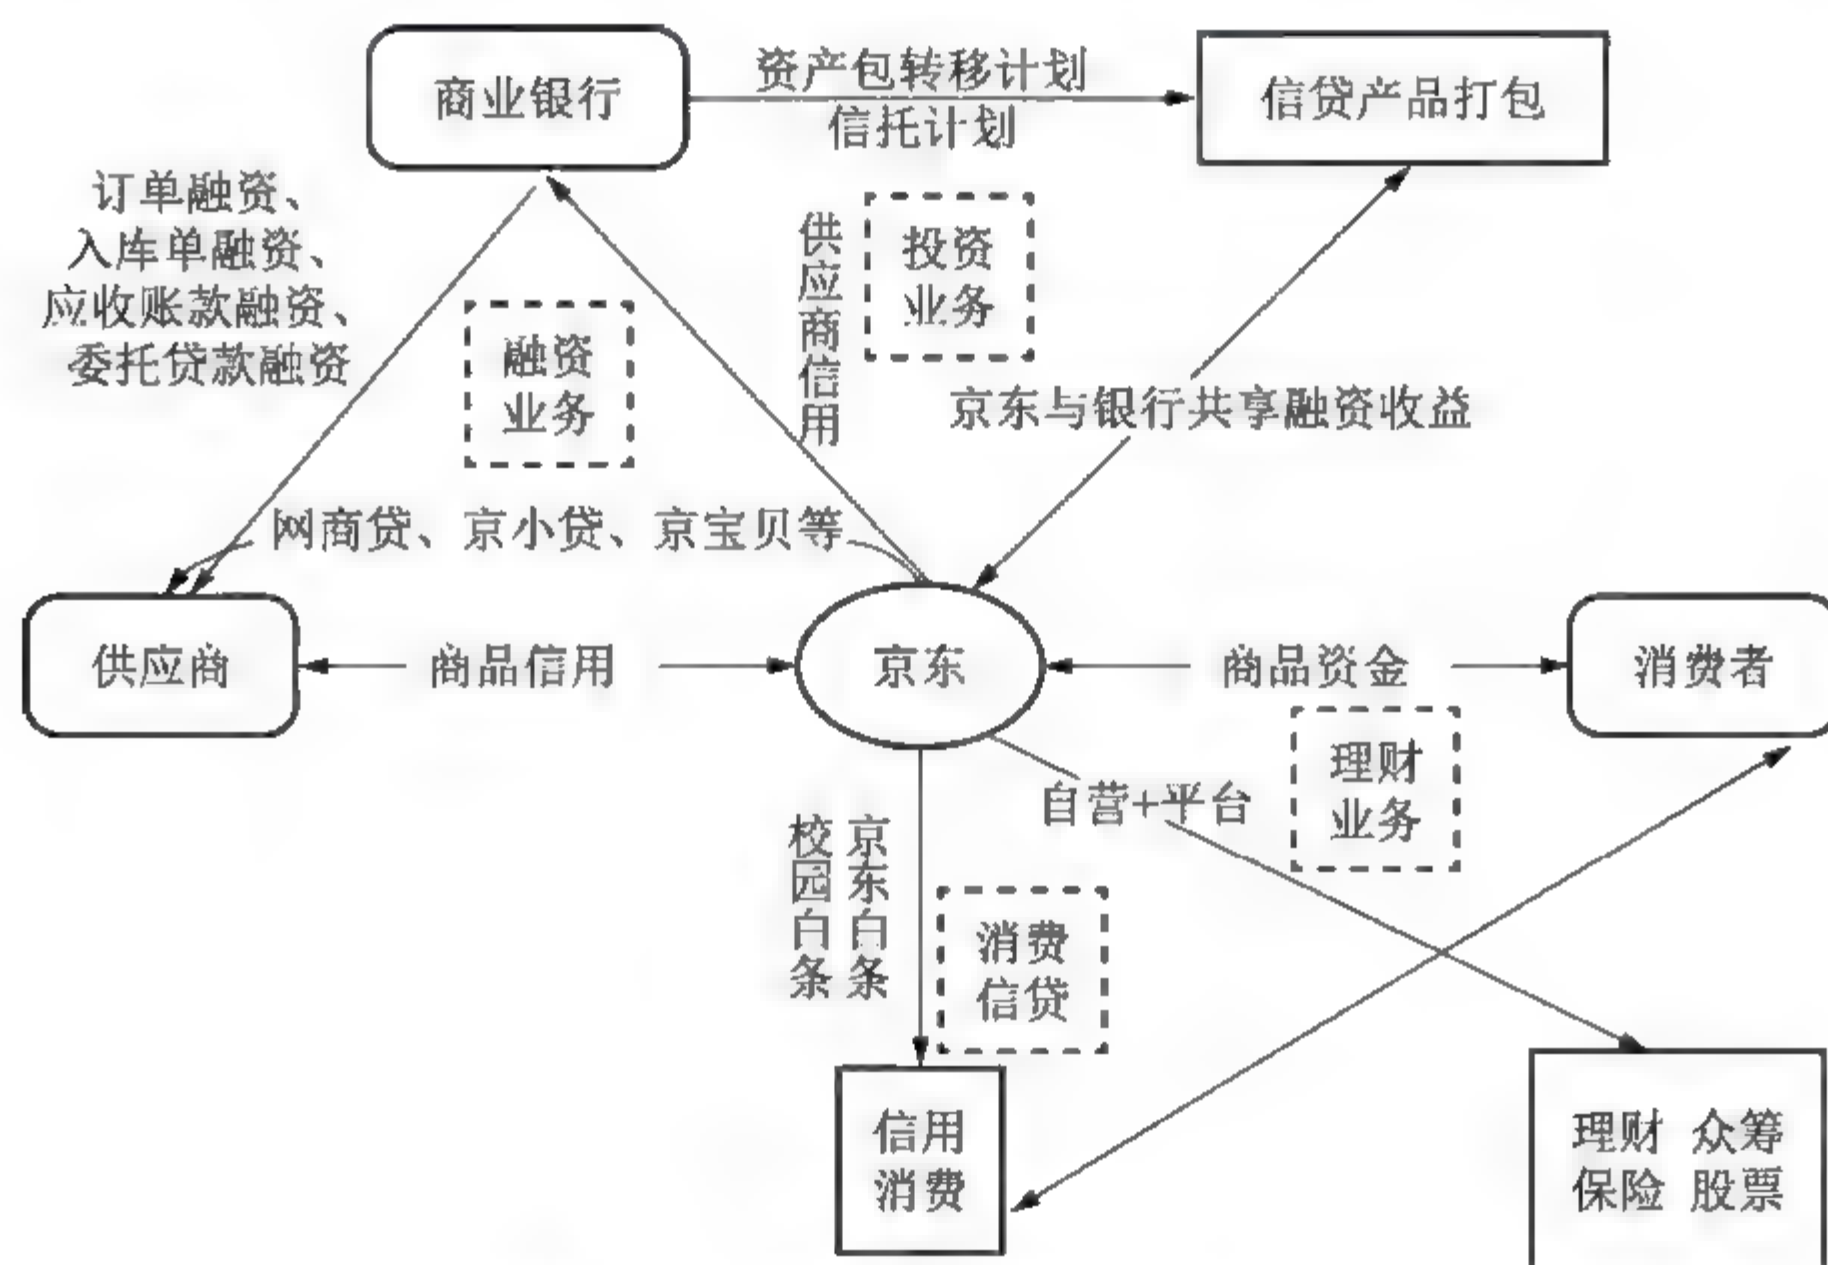 商业银行
资产包转移计划
信托计划
信贷产品打包
订单融资、
入库单融资、
应收账款融资、
委托贷款融资
融资
业务
供应商信用
投资
业务
京东与银行共享融资收益
网商贷、京小贷、京宝贝等
供应商
商品信用
京东
商品资金
消费者
理财
业务
自营+平台
校园白条
京东白条
消费
信贷
信用
消费
理财 众筹
保险 股票